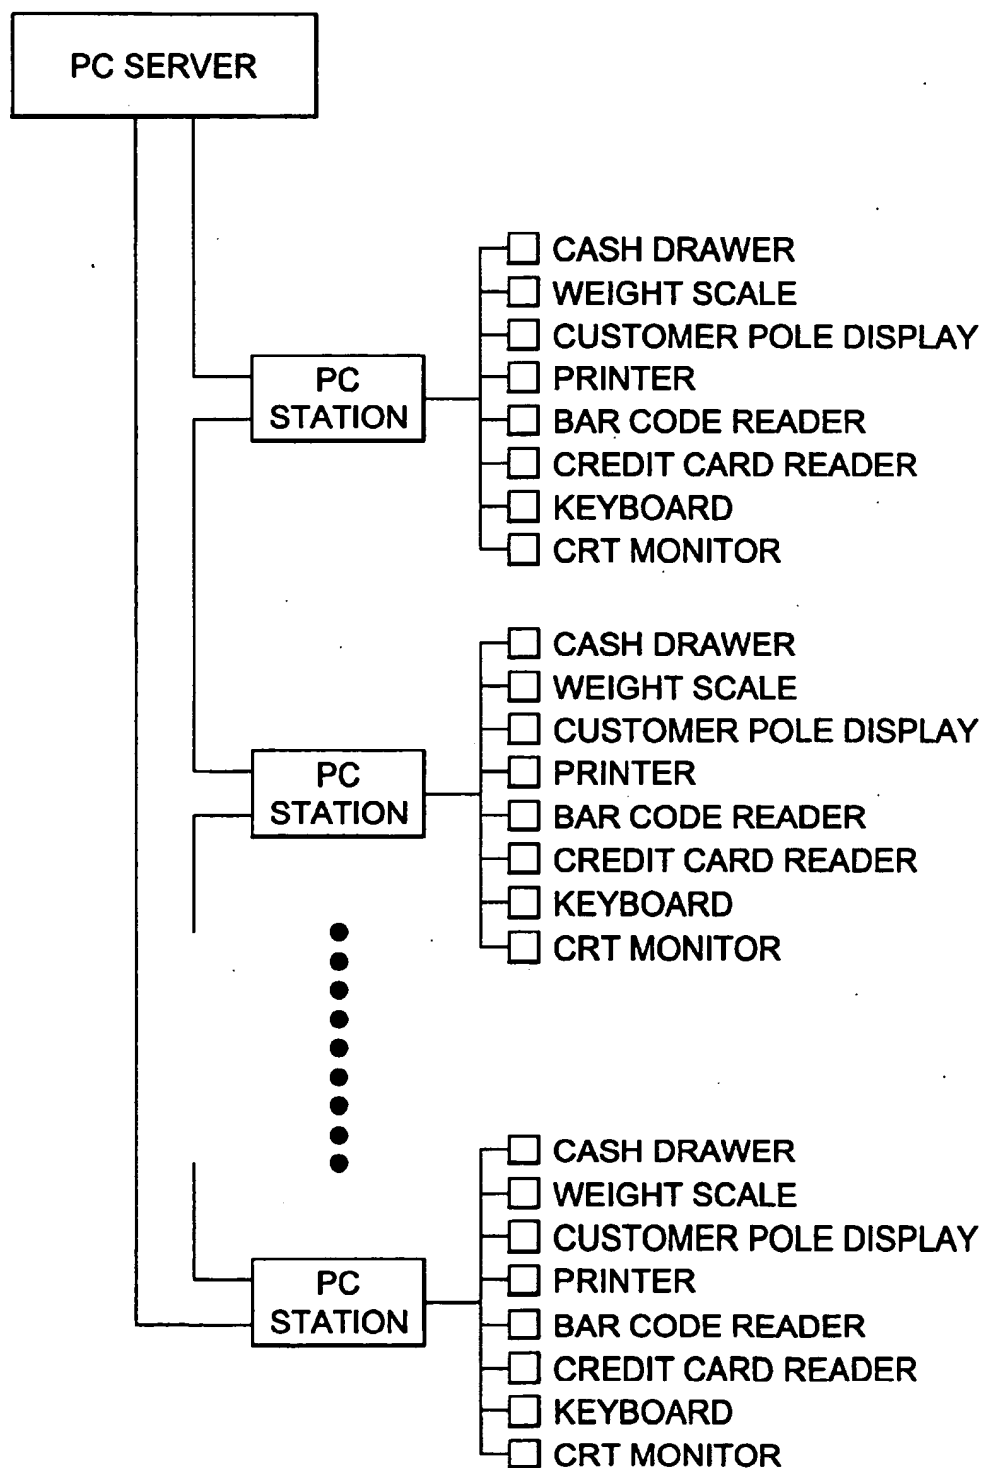 PC SERVER
CASH DRAWER
WEIGHT SCALE
CUSTOMER POLE DISPLAY
PC
STATION
PRINTER
BAR CODE READER
CREDIT CARD READER
KEYBOARD
CRT MONITOR
CASH DRAWER
WEIGHT SCALE
CUSTOMER POLE DISPLAY
PC
STATION
PRINTER
BAR CODE READER
CREDIT CARD READER
KEYBOARD
CRT MONITOR
CASH DRAWER
WEIGHT SCALE
CUSTOMER POLE DISPLAY
PC
STATION
PRINTER
BAR CODE READER
CREDIT CARD READER
KEYBOARD
CRT MONITOR